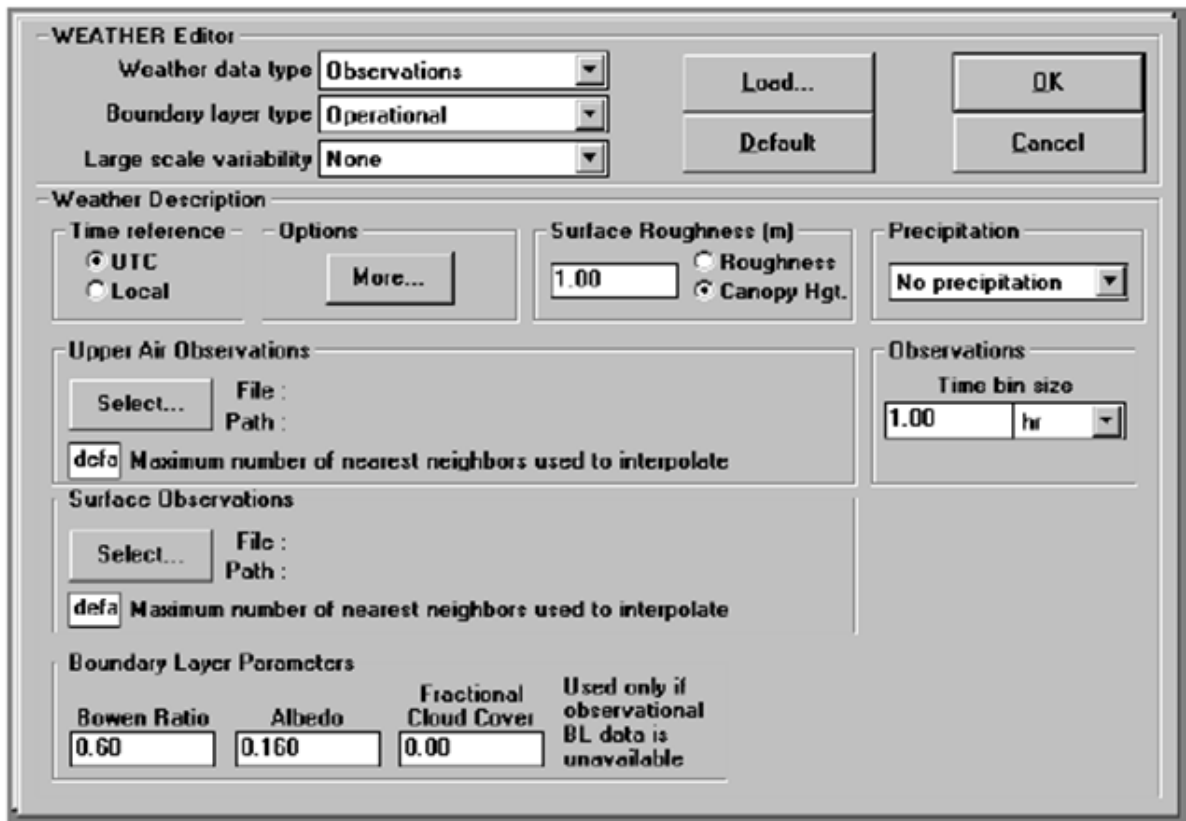 WEATHER Editor
Weather data type Observations
Boundary layer type Operational
Large scale variability None
Load...
Default
OK
Cancel
Weather Description
Time reference
UTC
Local
Options
More...
Surface Roughness (m)
1.00
Roughness
Canopy Hgt.
Precipitation
No precipitation
Upper Air Observations
Select...
File :
Path :
defa Maximum number of nearest neighbors used to interpolate
Observations
Time bin size
1.00 hr
Surface Observations
Select...
File :
Path :
defa Maximum number of nearest neighbors used to interpolate
Boundary Layer Parameters
Bowen Ratio
0.60
Albedo
0.160
Fractional
Cloud Cover
0.00
Used only if
observational
BL data is
unavailable